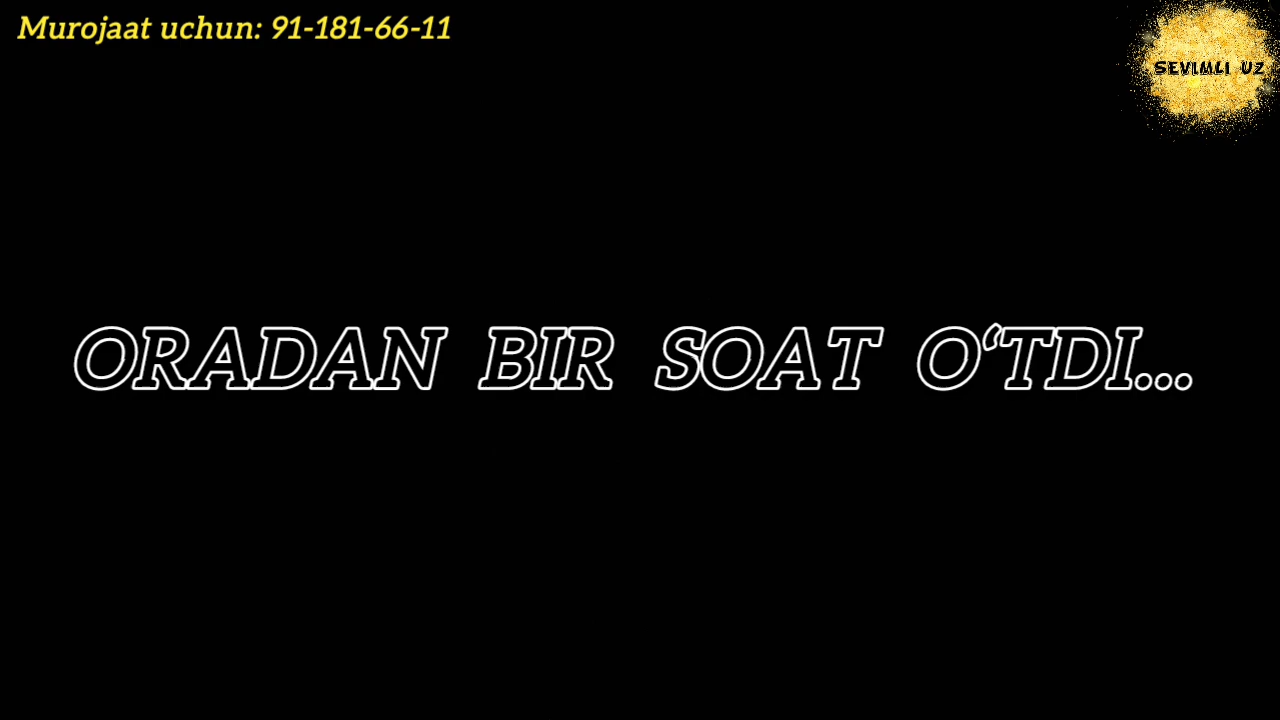 Murojaat uchun: 91-181-66-11
SEVIMLI UZ
ORADAN BIR SOAT O‘TDI...